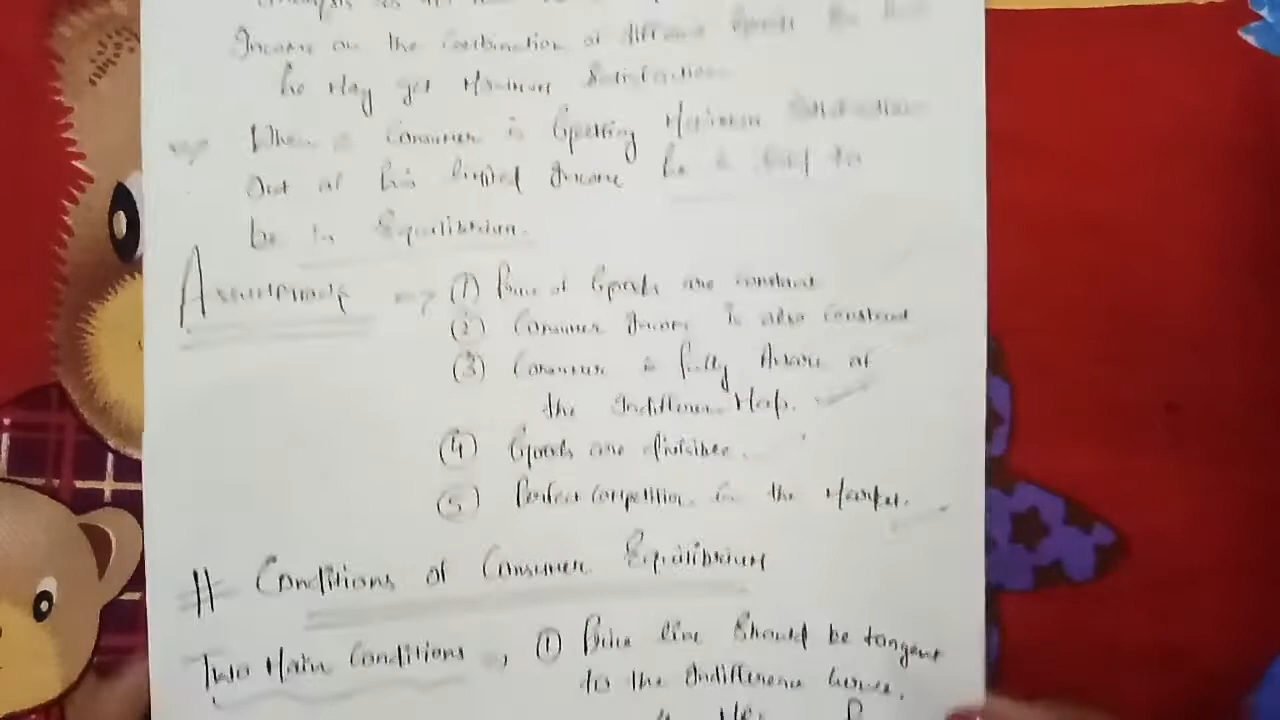 Income on the Combination of different Goods
he May get Maximum Satisfaction
=> When a Consumer is Getting Maximum Satisfaction
Out of his limited Income he is Said to
be in Equilibrium.
Assumptions => (1) Price of Goods are constant
(2) Consumer Income is also constant
(3) Consumer is fully Aware of
the Indifference Map.
(4) Goods are divisible.
(5) Perfect Competition in the Market.
# Conditions of Consumer Equilibrium
Two Main Conditions => (1) Price line Should be tangent
to the Indifference Curve.